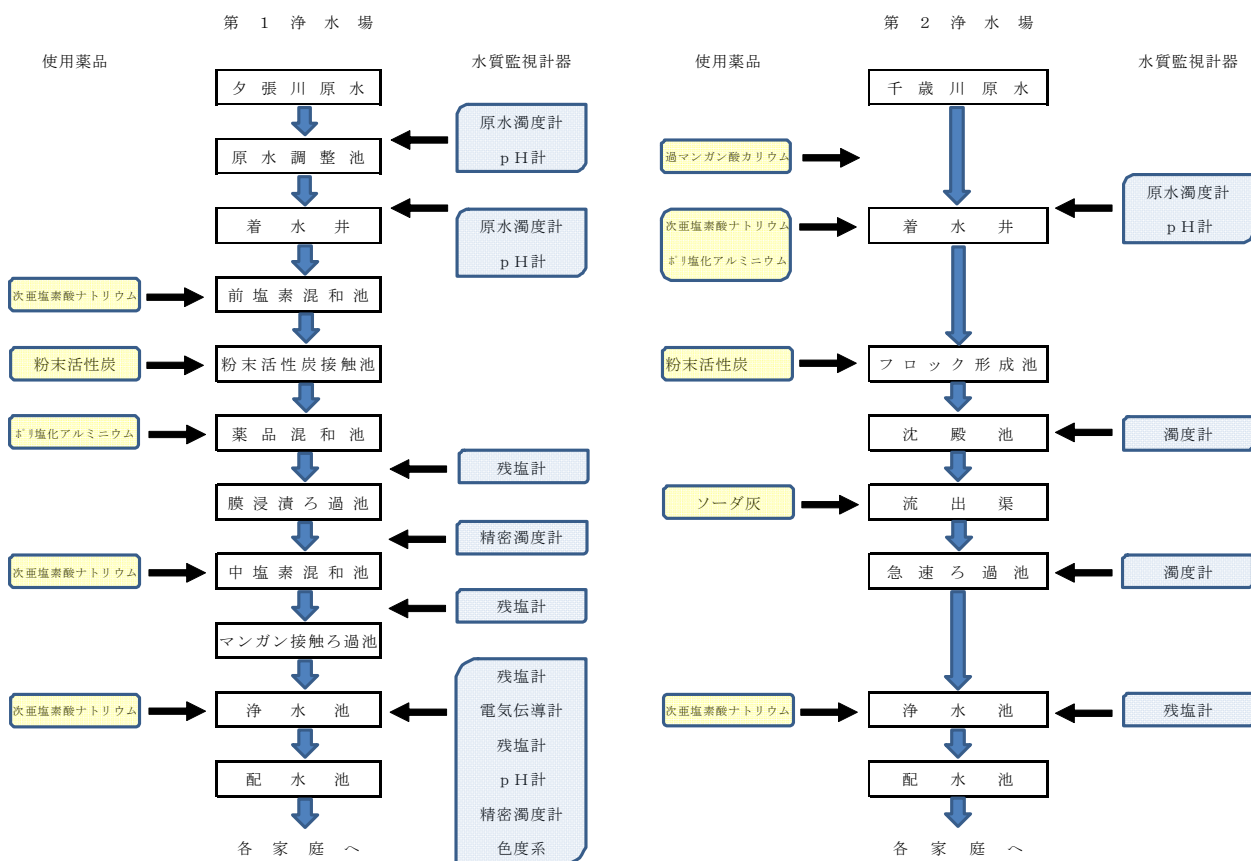 第１浄水場
使用薬品
水質監視計器
夕張川原水
原水濁度計
ｐＨ計
原水調整池
原水濁度計
ｐＨ計
着水井
次亜塩素酸ナトリウム
前塩素混和池
粉末活性炭
粉末活性炭接触池
ポリ塩化アルミニウム
薬品混和池
残塩計
膜浸漬ろ過池
精密濁度計
次亜塩素酸ナトリウム
中塩素混和池
残塩計
マンガン接触ろ過池
次亜塩素酸ナトリウム
浄水池
残塩計
電気伝導計
残塩計
ｐＨ計
精密濁度計
色度系
配水池
各家庭へ
第２浄水場
使用薬品
水質監視計器
千歳川原水
過マンガン酸カリウム
原水濁度計
ｐＨ計
次亜塩素酸ナトリウム
ポリ塩化アルミニウム
着水井
粉末活性炭
フロック形成池
沈殿池
濁度計
ソーダ灰
流出渠
急速ろ過池
濁度計
次亜塩素酸ナトリウム
浄水池
残塩計
配水池
各家庭へ